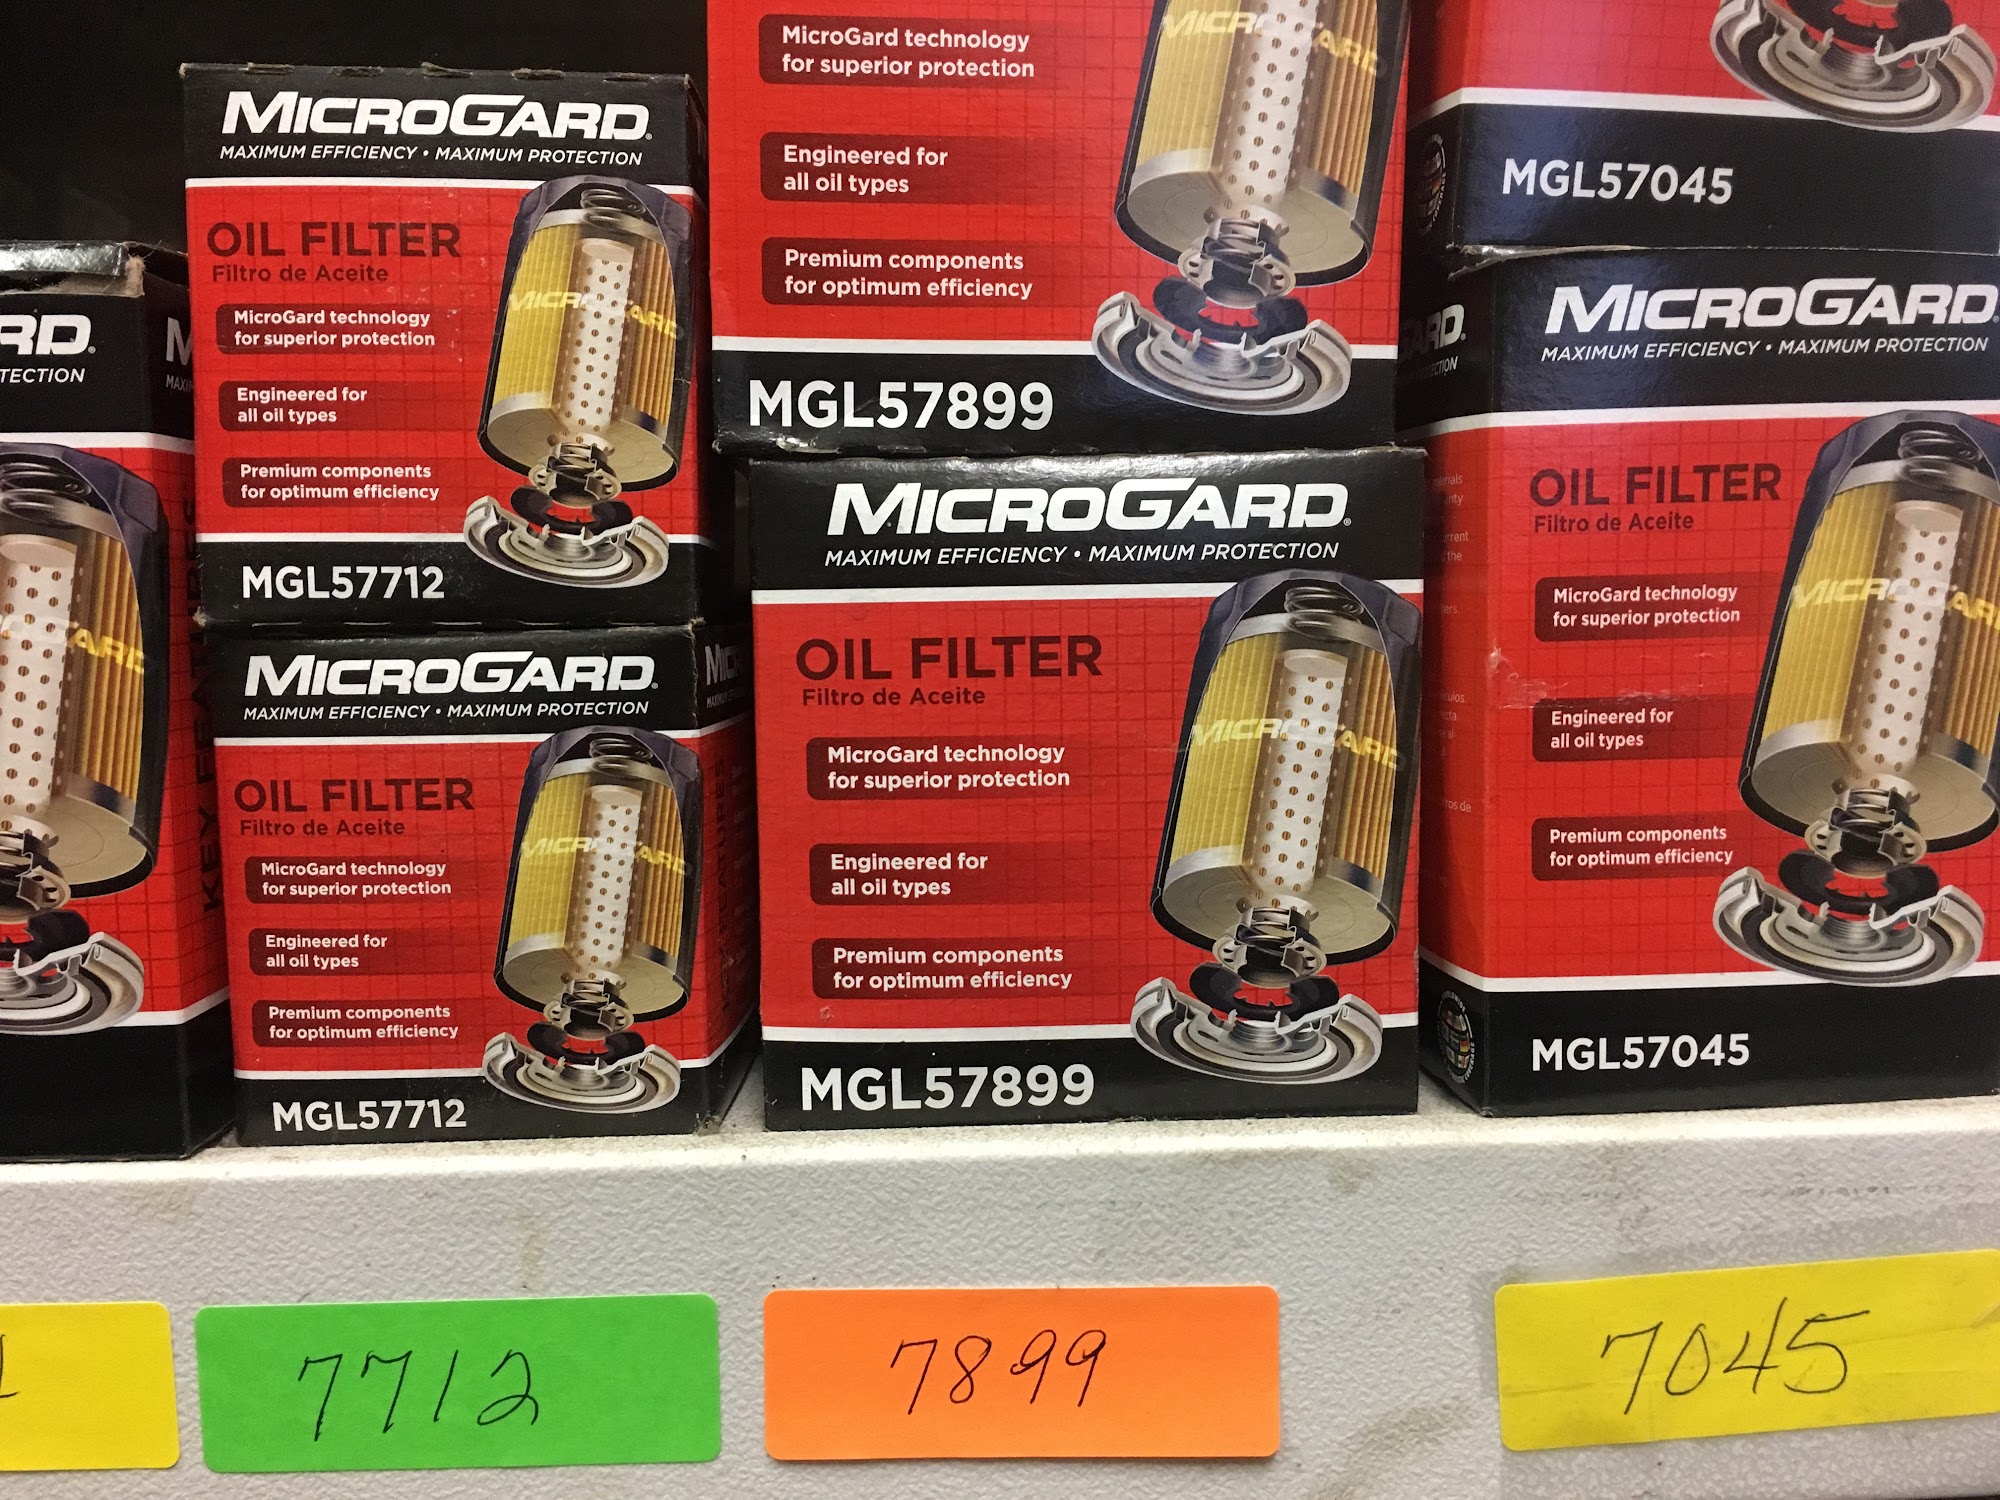 RD.
TECTION
MICROGARD.
MAXIMUM EFFICIENCY • MAXIMUM PROTECTION
OIL FILTER
Filtro de Aceite
MICROGARD
MicroGard technology
for superior protection
Engineered for
all oil types
Premium components
for optimum efficiency
MGL57712
MICROGARD.
MAXIMUM EFFICIENCY • MAXIMUM PROTECTION
OIL FILTER
Filtro de Aceite
MICROGARD
MicroGard technology
for superior protection
Engineered for
all oil types
Premium components
for optimum efficiency
MGL57712
MICROGARD
MicroGard technology
for superior protection
Engineered for
all oil types
Premium components
for optimum efficiency
MGL57899
MICROGARD.
MAXIMUM EFFICIENCY • MAXIMUM PROTECTION
OIL FILTER
Filtro de Aceite
MICROGARD
MicroGard technology
for superior protection
Engineered for
all oil types
Premium components
for optimum efficiency
MGL57899
MGL57045
MICROGARD
MAXIMUM EFFICIENCY • MAXIMUM PROTECTION
OIL FILTER
Filtro de Aceite
MicroGard technology
for superior protection
Engineered for
all oil types
Premium components
for optimum efficiency
MGL57045
7712
7899
7045